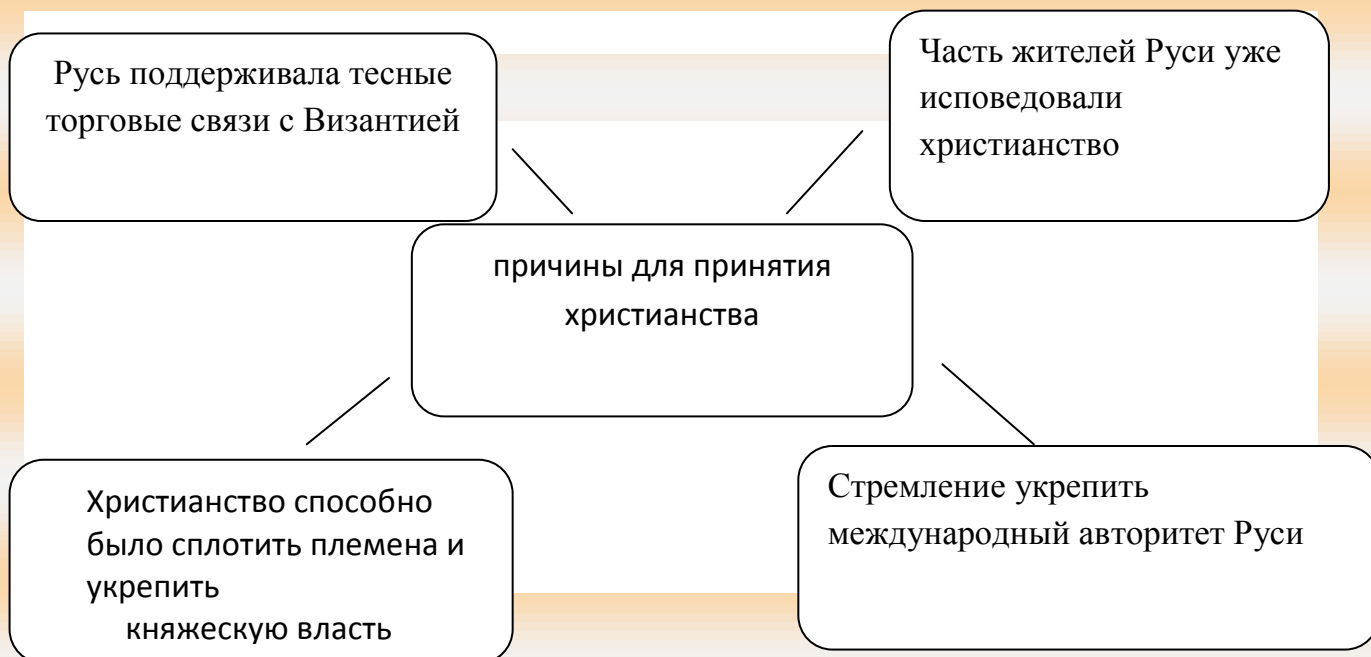 Русь поддерживала тесные
торговые связи с Византией
Часть жителей Руси уже
исповедовали
христианство
причины для принятия
христианства
Христианство способно
было сплотить племена и
укрепить
княжескую власть
Стремление укрепить
международный авторитет Руси